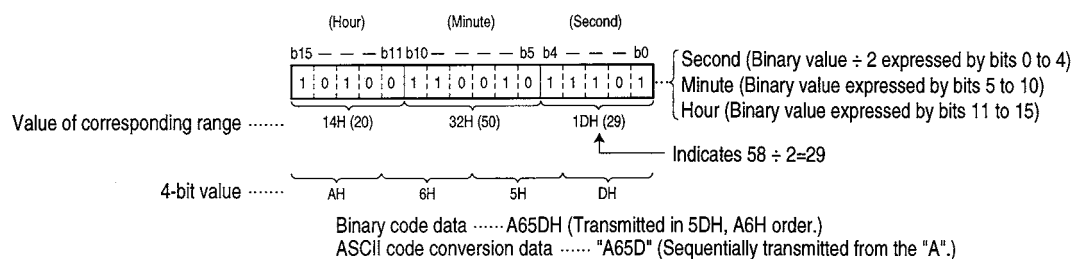 (Hour) (Minute) (Second)
b15 — — — b11 b10 — — — — b5 b4 — — — b0
1 0 1 0 0 1 1 0 0 1 0 1 1 1 0 1
Second (Binary value ÷ 2 expressed by bits 0 to 4)
Minute (Binary value expressed by bits 5 to 10)
Hour (Binary value expressed by bits 11 to 15)
Value of corresponding range ······ 14H (20) 32H (50) 1DH (29)
Indicates 58 ÷ 2=29
4-bit value ······ AH 6H 5H DH
Binary code data ······A65DH (Transmitted in 5DH, A6H order.)
ASCII code conversion data ······ "A65D" (Sequentially transmitted from the "A".)